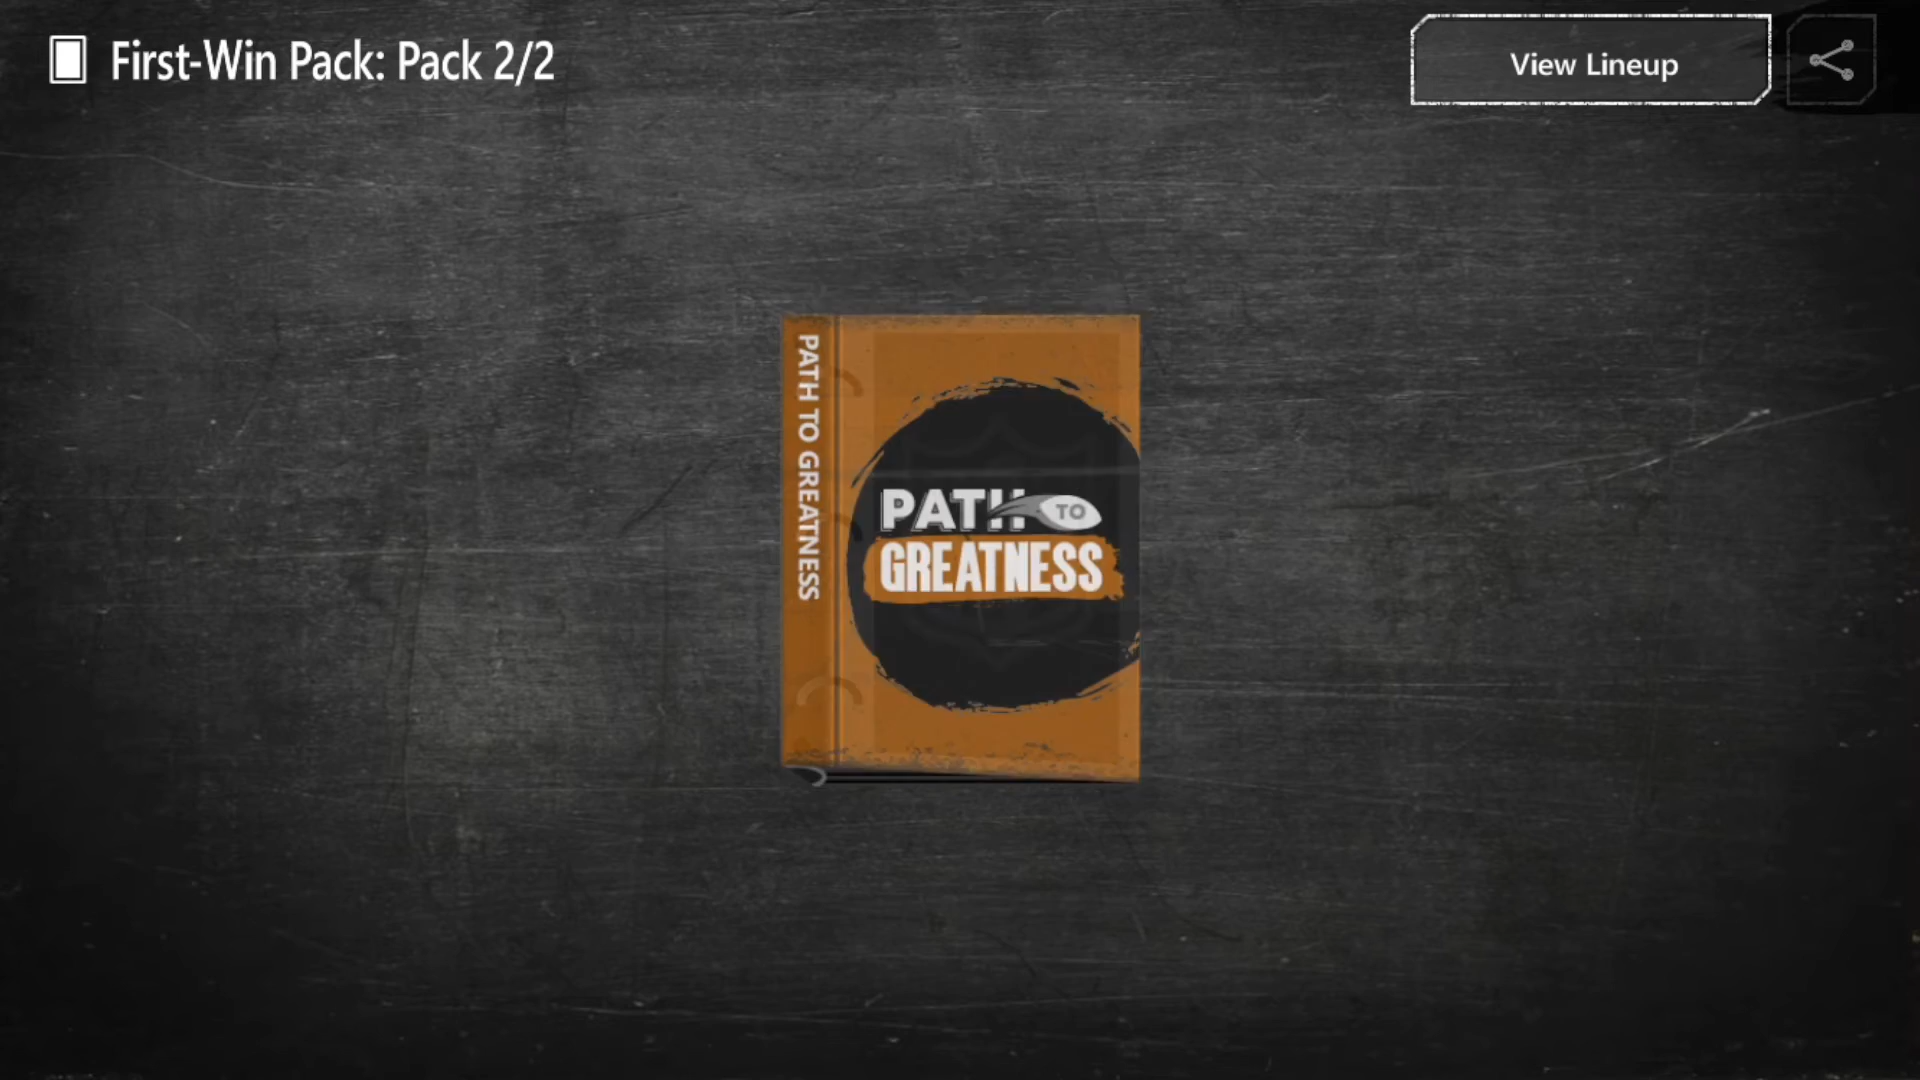 First-Win Pack: Pack 2/2
View Lineup
PATH TO GREATNESS
PATH TO
GREATNESS